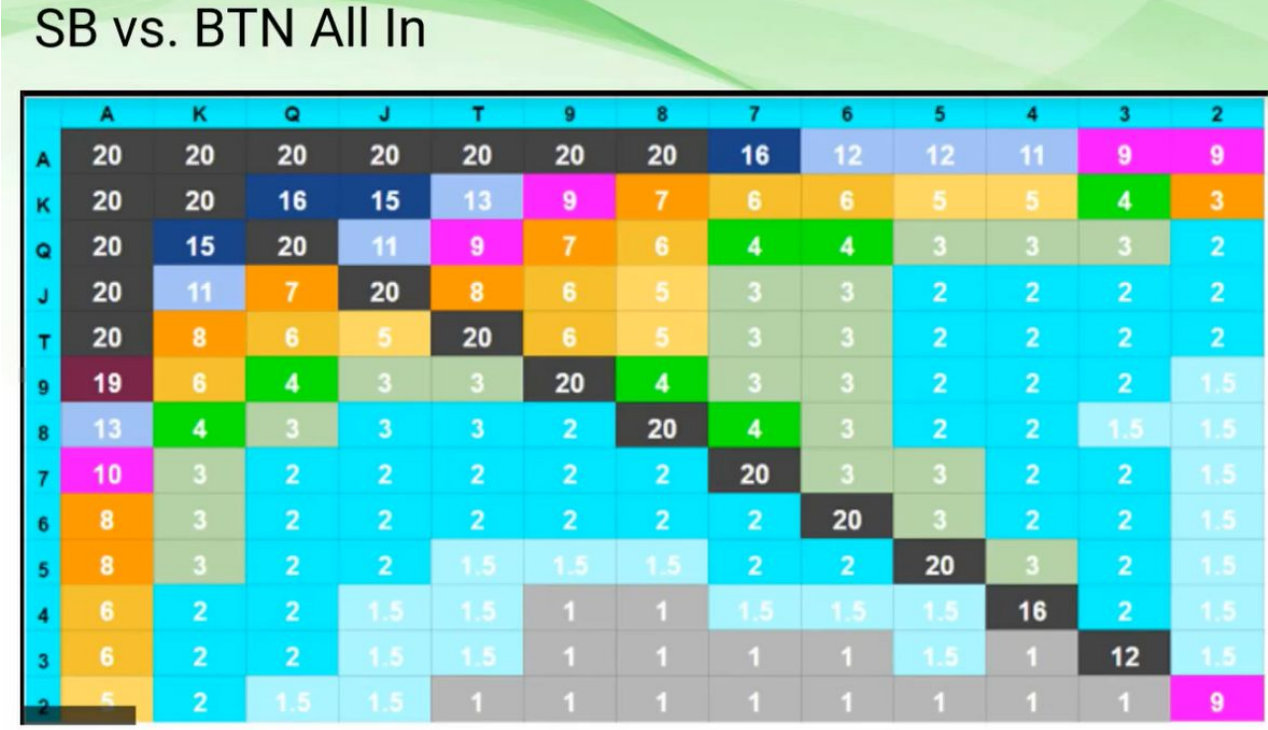 SB vs. BTN All In
A K Q J T 9 8 7 6 5 4 3 2
A 20 20 20 20 20 20 20 16 12 12 11 9 9
K 20 20 16 15 13 9 7 6 6 5 5 4 3
Q 20 15 20 11 9 7 6 4 4 3 3 3 2
J 20 11 7 20 8 6 5 3 3 2 2 2 2
T 20 8 6 5 20 6 5 3 3 2 2 2 2
9 19 6 4 3 3 20 4 3 3 2 2 2 1.5
8 13 4 3 3 3 2 20 4 3 2 2 1.5 1.5
7 10 3 2 2 2 2 2 20 3 3 2 2 1.5
6 8 3 2 2 2 2 2 2 20 3 2 2 1.5
5 8 3 2 2 1.5 1.5 1.5 2 2 20 3 2 1.5
4 6 2 2 1.5 1.5 1 1 1.5 1.5 1.5 16 2 1.5
3 6 2 2 1.5 1.5 1 1 1 1 1.5 1 12 1.5
2 5 2 1.5 1.5 1 1 1 1 1 1 1 1 9